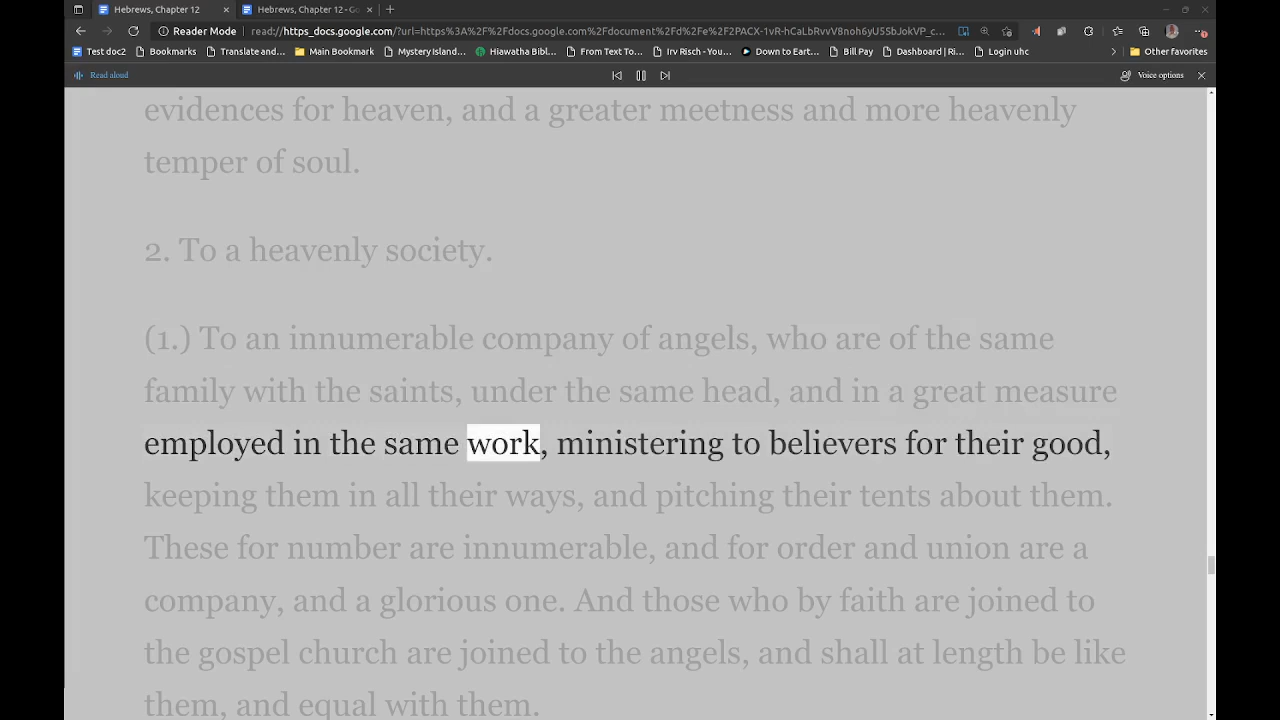 Hebrews, Chapter 12
Hebrews, Chapter 12 - Go
Reader Mode
read://https_docs.google.com/?url=https%3A%2F%2Fdocs.google.com%2Fdocument%2Fd%2Fe%2F2PACX-1vR-hCaLbRvvV8noh6yU5SbJokVP_c...
Test doc2
Bookmarks
Translate and...
Main Bookmark
Mystery Island...
Hiawatha Bibl...
From Text To...
Irv Risch - You...
Down to Eart...
Bill Pay
Dashboard | Ri...
Login uhc
Other favorites
Read aloud
Voice options
evidences for heaven, and a greater meetness and more heavenly
temper of soul.
2. To a heavenly society.
(1.) To an innumerable company of angels, who are of the same
family with the saints, under the same head, and in a great measure
employed in the same work, ministering to believers for their good,
keeping them in all their ways, and pitching their tents about them.
These for number are innumerable, and for order and union are a
company, and a glorious one. And those who by faith are joined to
the gospel church are joined to the angels, and shall at length be like
them, and equal with them.